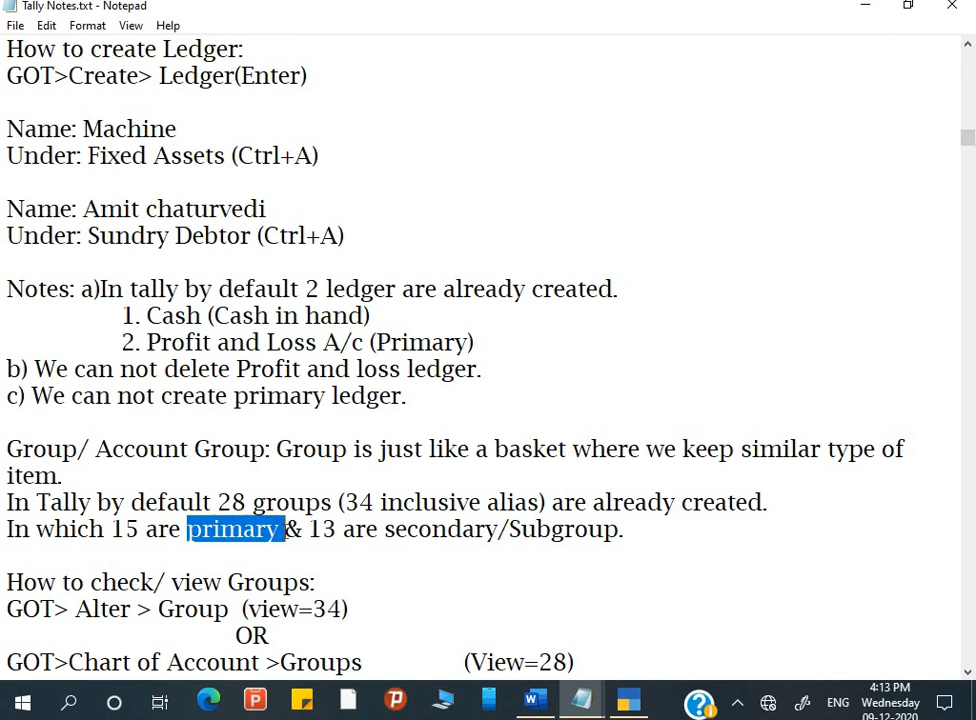 Tally Notes.txt - Notepad
File Edit Format View Help
How to create Ledger:
GOT>Create> Ledger(Enter)
Name: Machine
Under: Fixed Assets (Ctrl+A)
Name: Amit chaturvedi
Under: Sundry Debtor (Ctrl+A)
Notes: a)In tally by default 2 ledger are already created.
1. Cash (Cash in hand)
2. Profit and Loss A/c (Primary)
b) We can not delete Profit and loss ledger.
c) We can not create primary ledger.
Group/ Account Group: Group is just like a basket where we keep similar type of
item.
In Tally by default 28 groups (34 inclusive alias) are already created.
In which 15 are primary & 13 are secondary/Subgroup.
How to check/ view Groups:
GOT> Alter > Group (view=34)
OR
GOT>Chart of Account >Groups (View=28)
4:13 PM
ENG Wednesday
09-12-2020